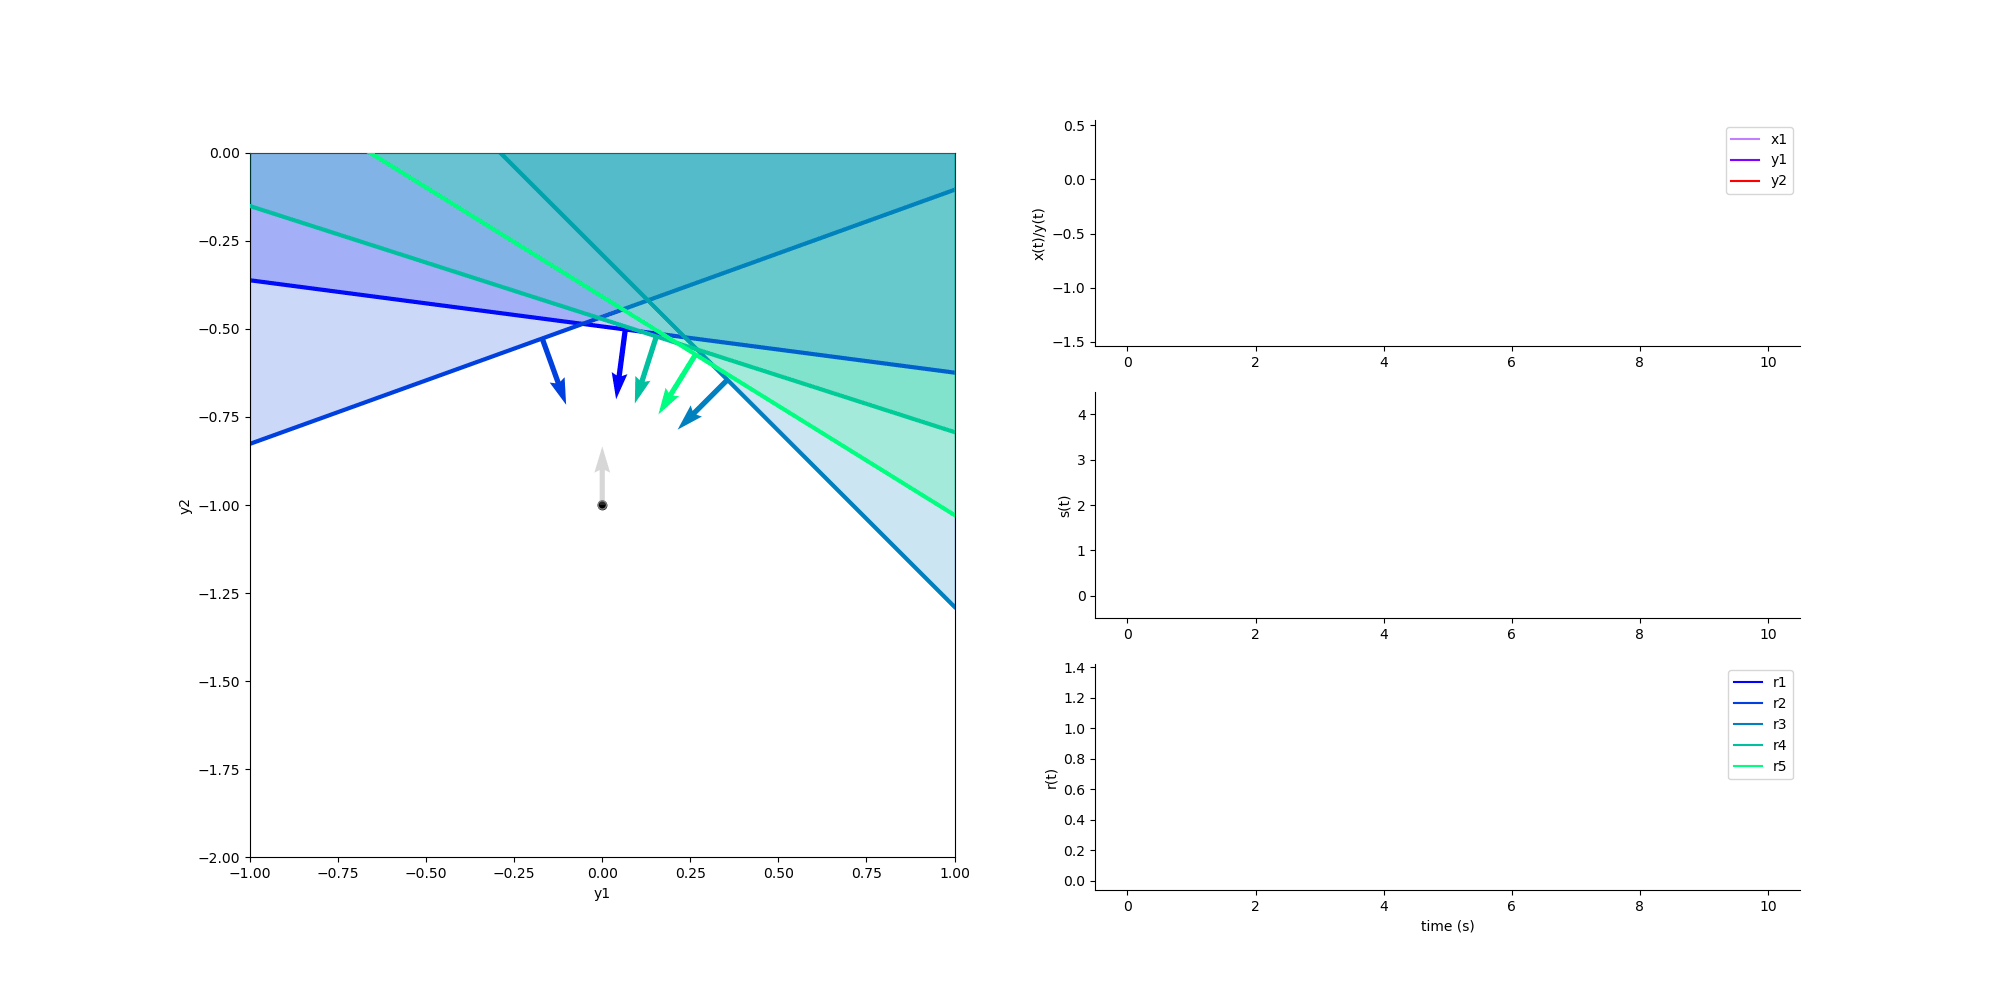 0.00
−0.25
−0.50
−0.75
−1.00
−1.25
−1.50
−1.75
−2.00
y2
−1.00 −0.75 −0.50 −0.25 0.00 0.25 0.50 0.75 1.00
y1
0.5
0.0
−0.5
−1.0
−1.5
x(t)/y(t)
x1
y1
y2
0 2 4 6 8 10
4
3
2
1
0
s(t)
0 2 4 6 8 10
1.4
1.2
1.0
0.8
0.6
0.4
0.2
0.0
r(t)
r1
r2
r3
r4
r5
0 2 4 6 8 10
time (s)